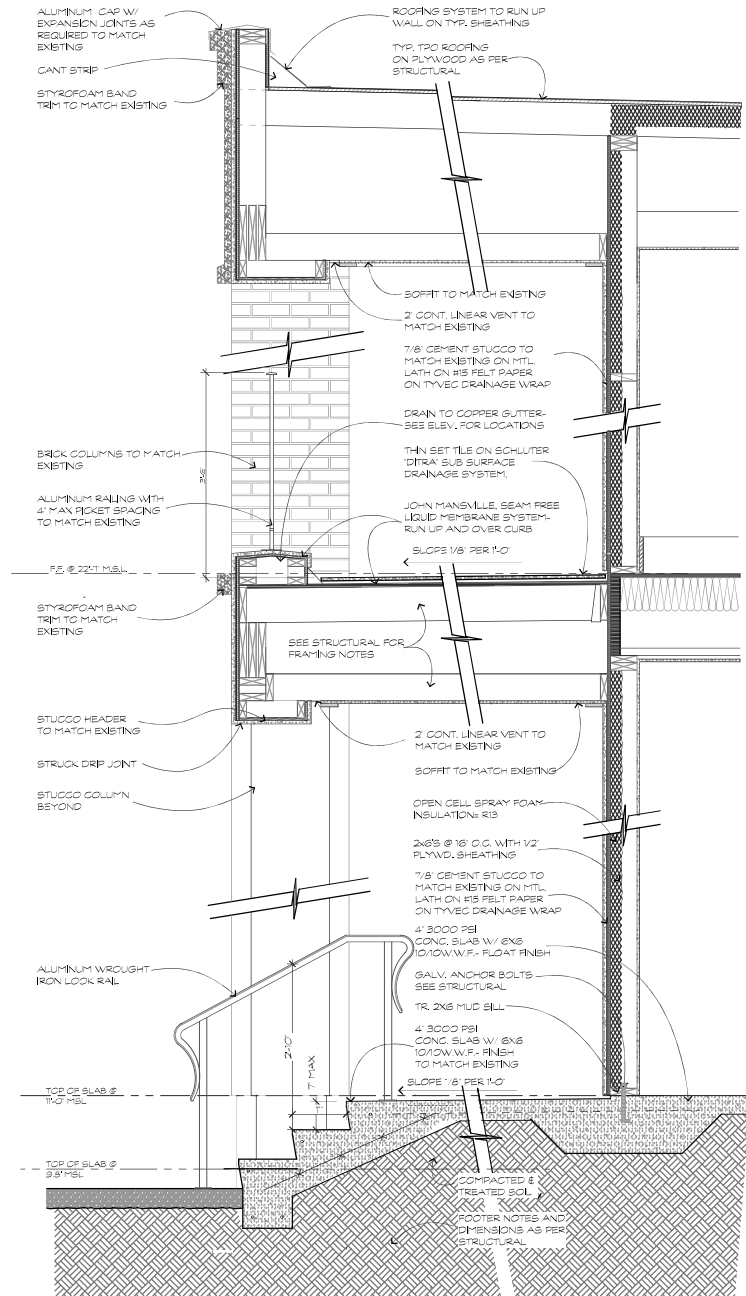 ALUMINUM CAP W/
EXPANSION JOINTS AS
REQUIRED TO MATCH
EXISTING
CANT STRIP
STYROFOAM BAND
TRIM TO MATCH EXISTING
ROOFING SYSTEM TO RUN UP
WALL ON TYP. SHEATHING
TYP. TPO ROOFING
ON PLYWOOD AS PER
STRUCTURAL
SOFFIT TO MATCH EXISTING
2' CONT. LINEAR VENT TO
MATCH EXISTING
7/8' CEMENT STUCCO TO
MATCH EXISTING ON MTL.
LATH ON #15 FELT PAPER
ON TYVEC DRAINAGE WRAP
DRAIN TO COPPER GUTTER-
SEE ELEV. FOR LOCATIONS
THIN SET TILE ON SCHLUTER
'DITRA' SUB SURFACE
DRAINAGE SYSTEM,
JOHN MANSVILLE, SEAM FREE
LIQUID MEMBRANE SYSTEM-
RUN UP AND OVER CURB
SLOPE 1/8' PER 1'-0'
3'-6'
BRICK COLUMNS TO MATCH
EXISTING
ALUMINUM RAILING WITH
4' MAX PICKET SPACING
TO MATCH EXISTING
F.F. @ 22'-1' M.S.L.
STYROFOAM BAND
TRIM TO MATCH
EXISTING
SEE STRUCTURAL FOR
FRAMING NOTES
STUCCO HEADER
TO MATCH EXISTING
STRUCK DRIP JOINT
STUCCO COLUMN
BEYOND
2' CONT. LINEAR VENT TO
MATCH EXISTING
SOFFIT TO MATCH EXISTING
OPEN CELL SPRAY FOAM
INSULATION= R13
2x6'S @ 16' O.C. WITH 1/2'
PLYWD. SHEATHING
7/8' CEMENT STUCCO TO
MATCH EXISTING ON MTL.
LATH ON #15 FELT PAPER
ON TYVEC DRAINAGE WRAP
4' 3000 PSI
CONC. SLAB W/ 6X6
10/10W.W.F.- FLOAT FINISH
GALV. ANCHOR BOLTS
SEE STRUCTURAL
TR. 2X6 MUD SILL
4' 3000 PSI
CONC. SLAB W/ 6X6
10/10W.W.F.- FINISH
TO MATCH EXISTING
SLOPE 1/8' PER 1'-0'
ALUMINUM WROUGHT
IRON LOOK RAIL
2'-10'
7' MAX
TOP OF SLAB @
11'-0' MSL
TOP OF SLAB @
9.8' MSL
COMPACTED &
TREATED SOIL
FOOTER NOTES AND
DIMENSIONS AS PER
STRUCTURAL